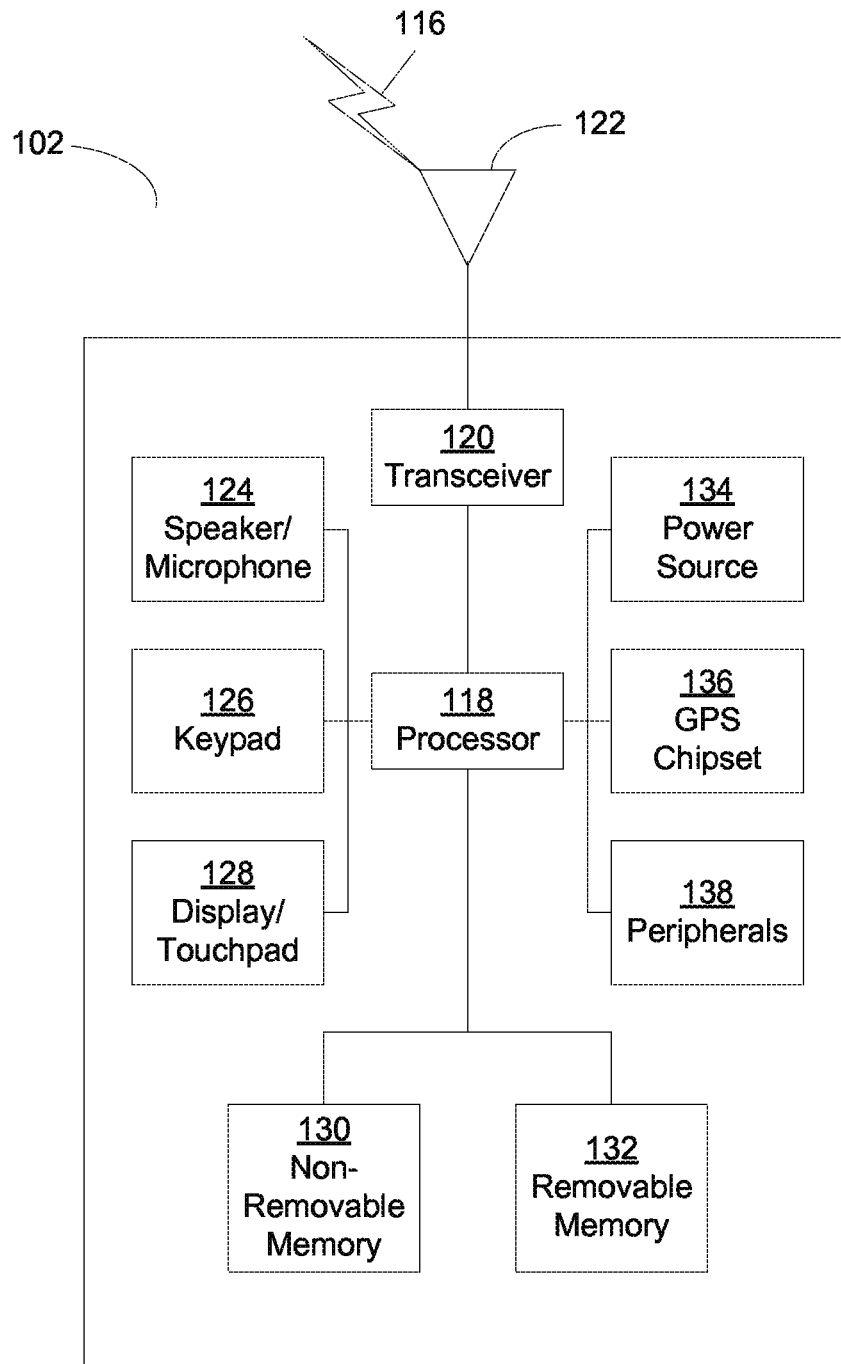 116
122
102
120
Transceiver
124
Speaker/
Microphone
134
Power
Source
126
Keypad
118
Processor
136
GPS
Chipset
128
Display/
Touchpad
138
Peripherals
130
Non-
Removable
Memory
132
Removable
Memory